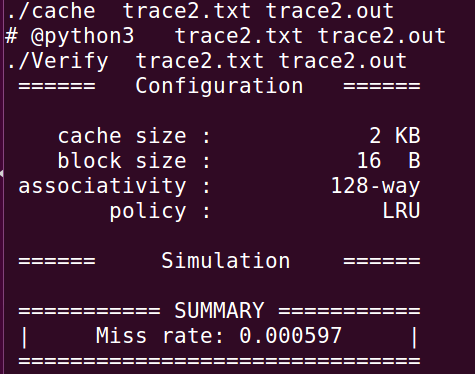 ./cache  trace2.txt trace2.out
# @python3   trace2.txt trace2.out
./Verify  trace2.txt trace2.out
======   Configuration   ======
cache size :            2 KB
block size :           16  B
associativity :         128-way
policy :             LRU
======     Simulation    ======
=========== SUMMARY ===========
|     Miss rate: 0.000597     |
===============================